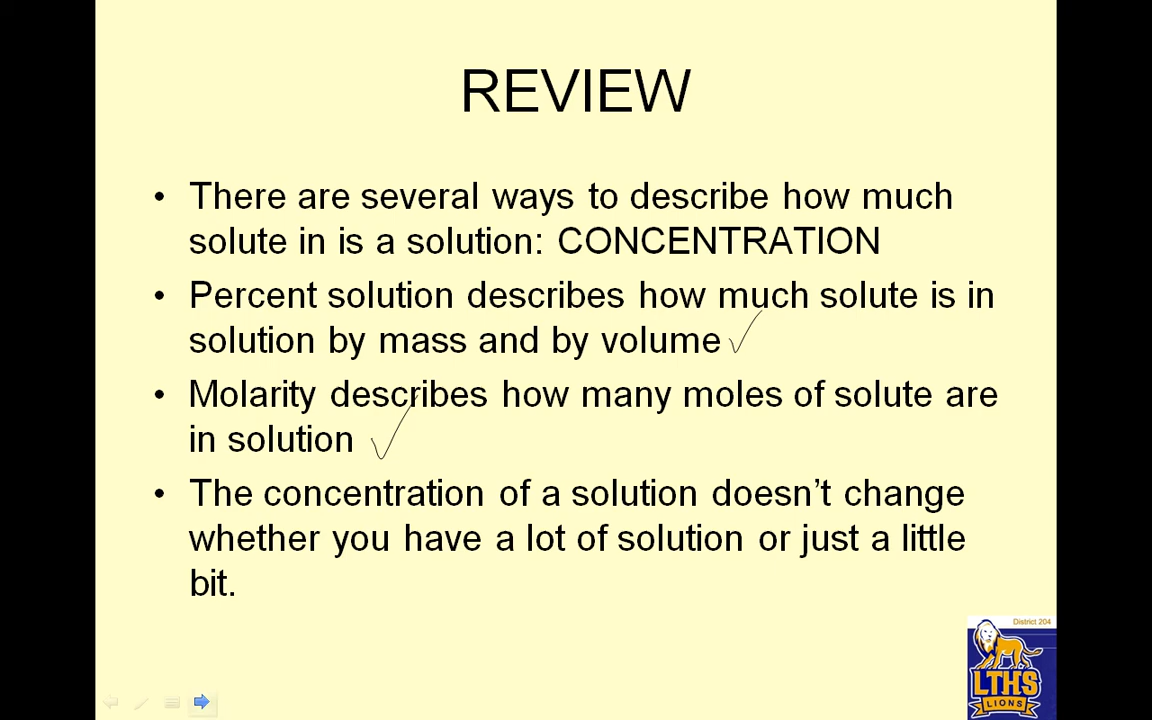 REVIEW
• There are several ways to describe how much
solute in is a solution: CONCENTRATION
• Percent solution describes how much solute is in
solution by mass and by volume
• Molarity describes how many moles of solute are
in solution
• The concentration of a solution doesn’t change
whether you have a lot of solution or just a little
bit.
District 204
LTHS
LIONS